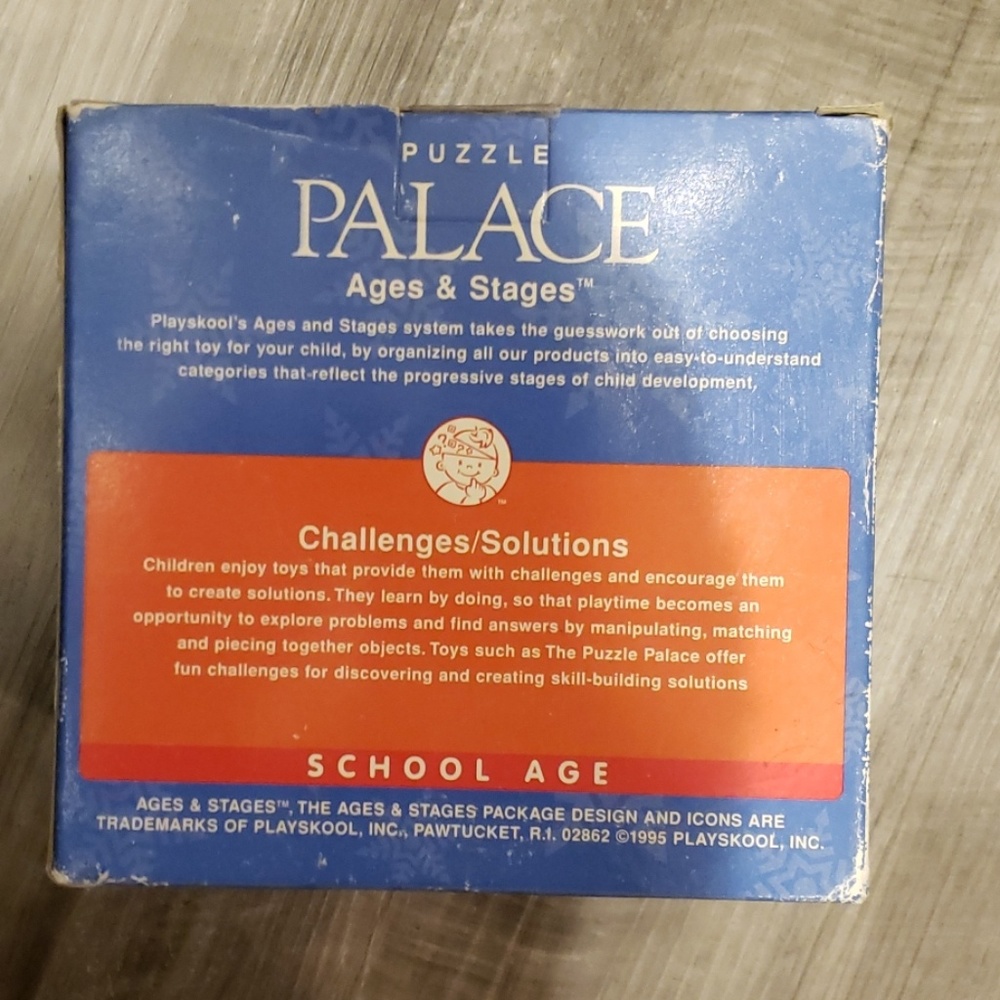 PUZZLE
PALACE
Ages & Stages™
Playskool's Ages and Stages system takes the guesswork out of choosing
the right toy for your child, by organizing all our products into easy-to-understand
categories that reflect the progressive stages of child development.
™
Challenges/Solutions
Children enjoy toys that provide them with challenges and encourage them
to create solutions. They learn by doing, so that playtime becomes an
opportunity to explore problems and find answers by manipulating, matching
and piecing together objects. Toys such as The Puzzle Palace offer
fun challenges for discovering and creating skill-building solutions
SCHOOL AGE
AGES & STAGES™, THE AGES & STAGES PACKAGE DESIGN AND ICONS ARE
TRADEMARKS OF PLAYSKOOL, INC., PAWTUCKET, R.I. 02862 ©1995 PLAYSKOOL, INC.